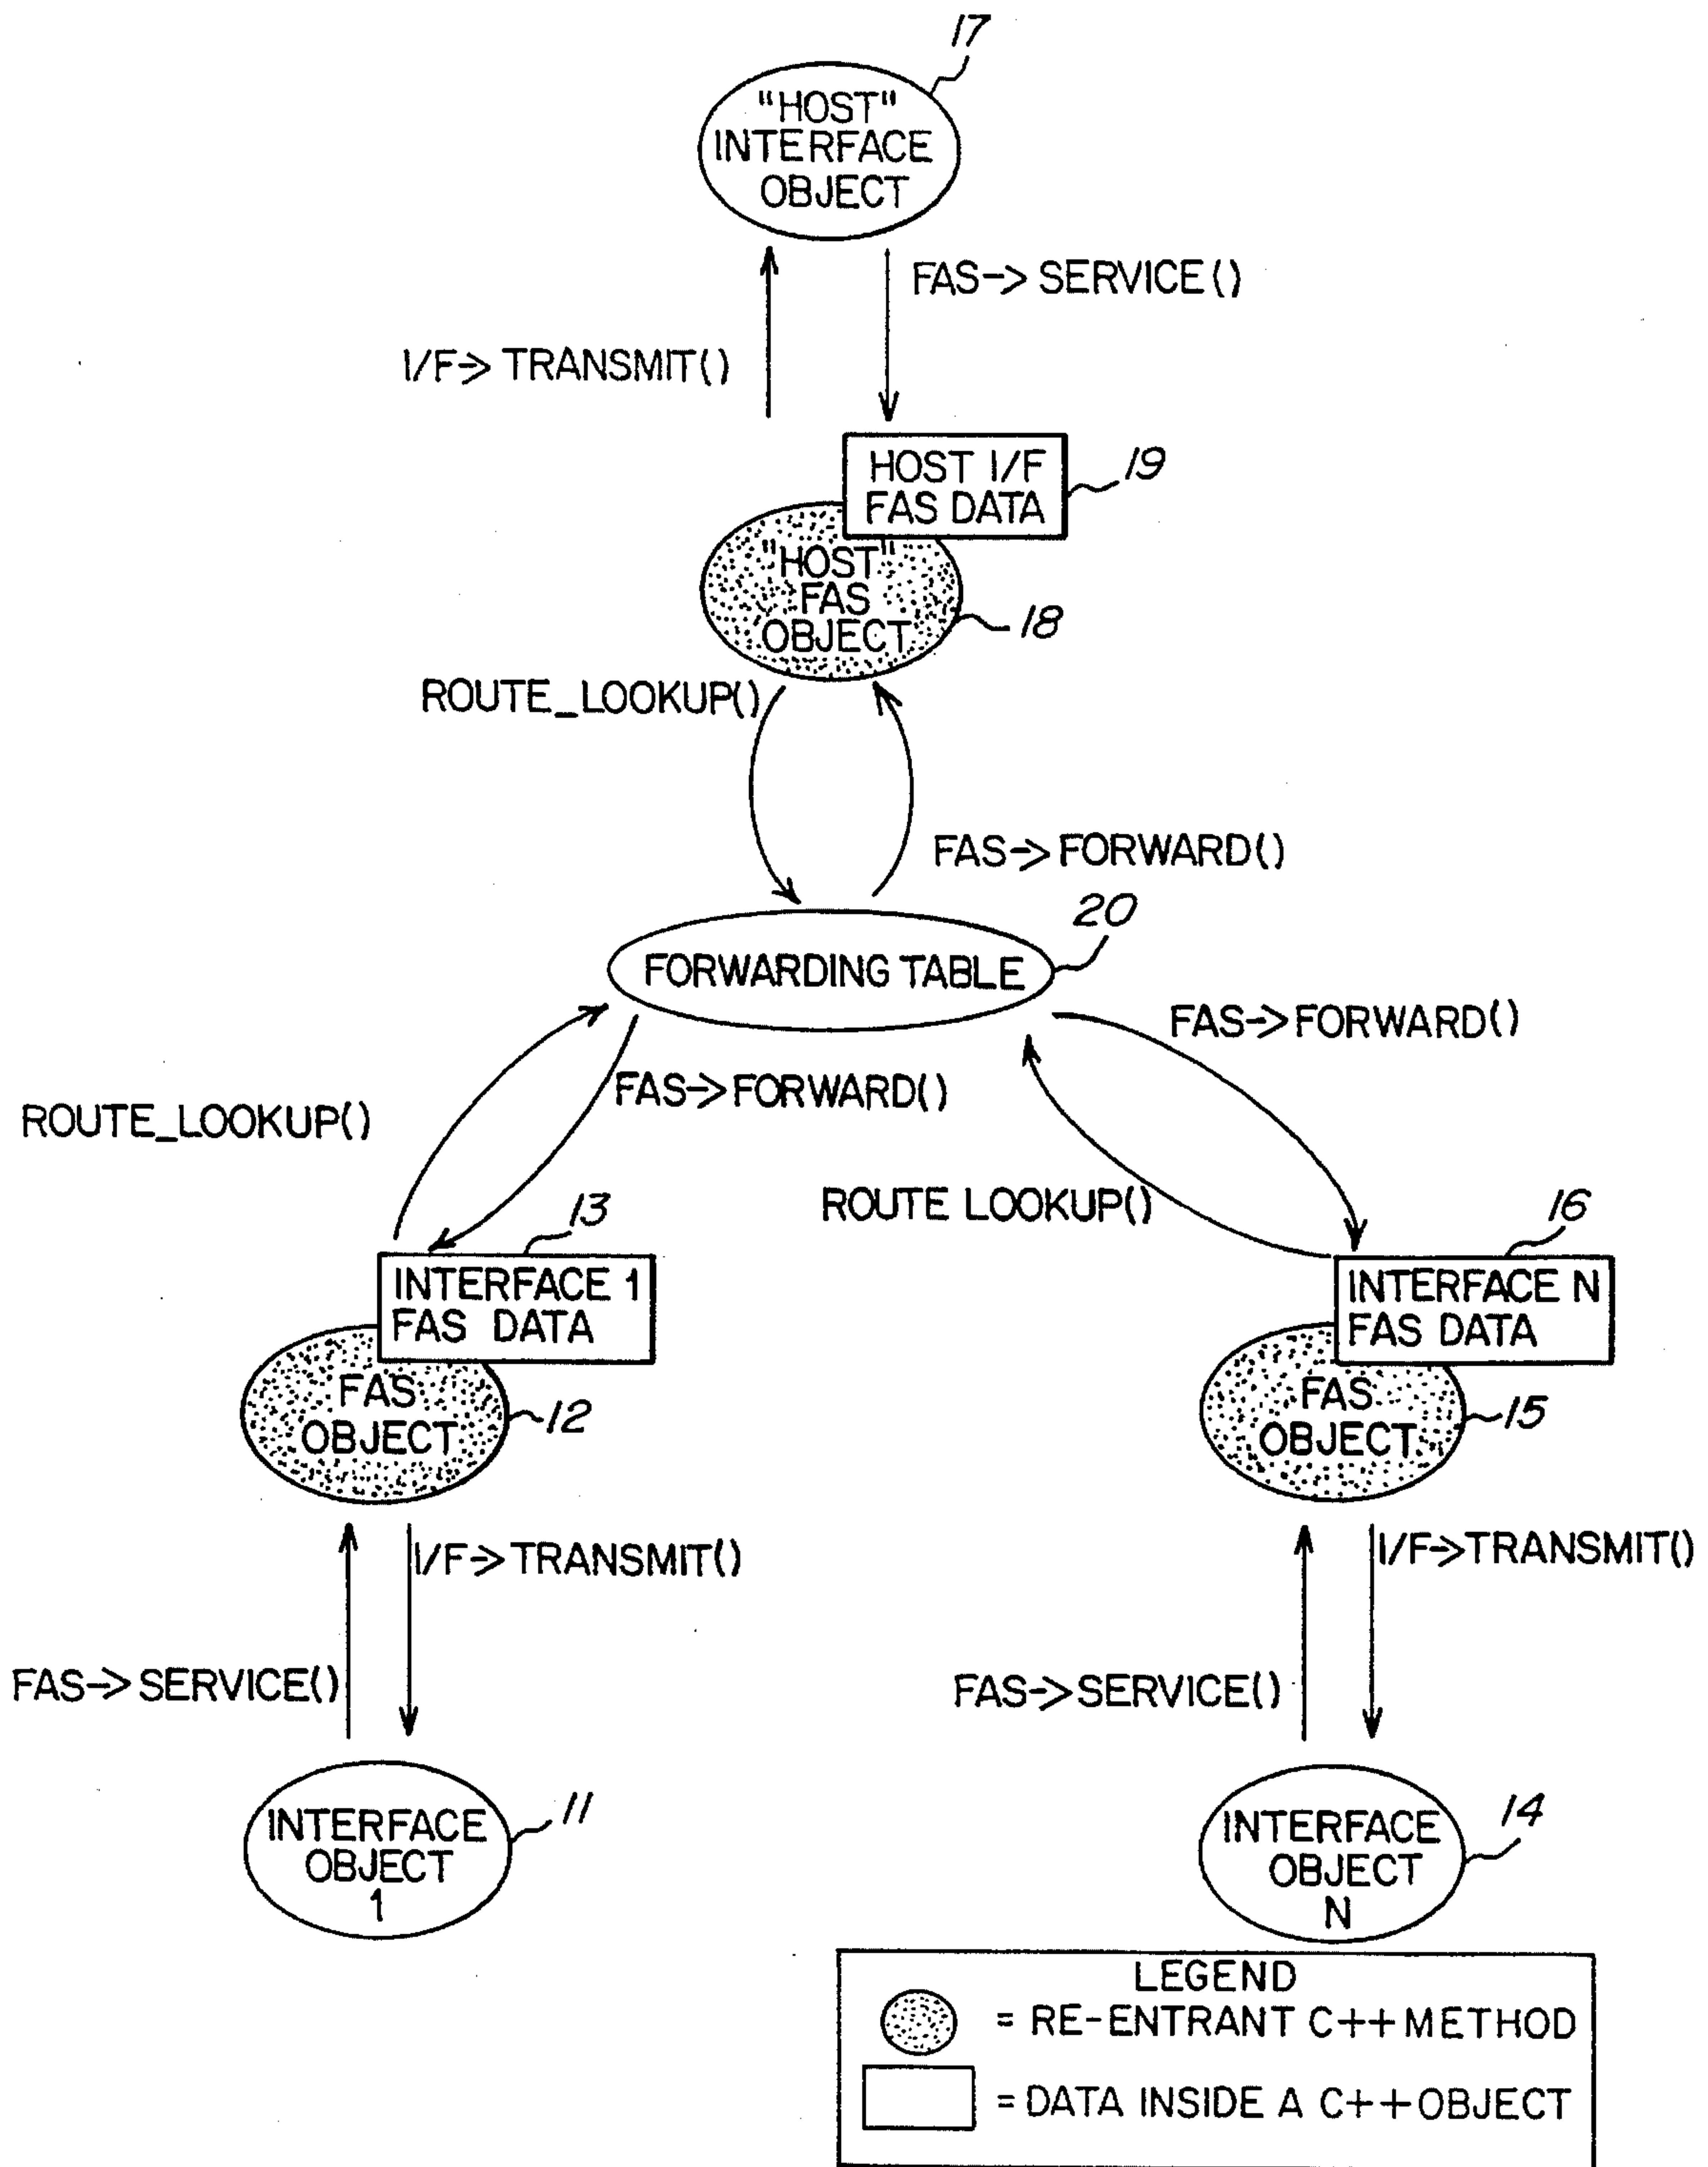 17
"HOST"
INTERFACE
OBJECT
FAS->SERVICE()
I/F->TRANSMIT()
HOST I/F
FAS DATA
19
"HOST"
FAS
OBJECT
18
ROUTE_LOOKUP()
FAS->FORWARD()
20
FORWARDING TABLE
FAS->FORWARD()
FAS->FORWARD()
ROUTE_LOOKUP()
ROUTE LOOKUP()
13
16
INTERFACE 1
FAS DATA
INTERFACE N
FAS DATA
FAS
OBJECT
12
FAS
OBJECT
15
I/F->TRANSMIT()
I/F->TRANSMIT()
FAS->SERVICE()
FAS->SERVICE()
INTERFACE
OBJECT
1
11
INTERFACE
OBJECT
N
14
LEGEND
= RE-ENTRANT C++ METHOD
= DATA INSIDE A C++ OBJECT